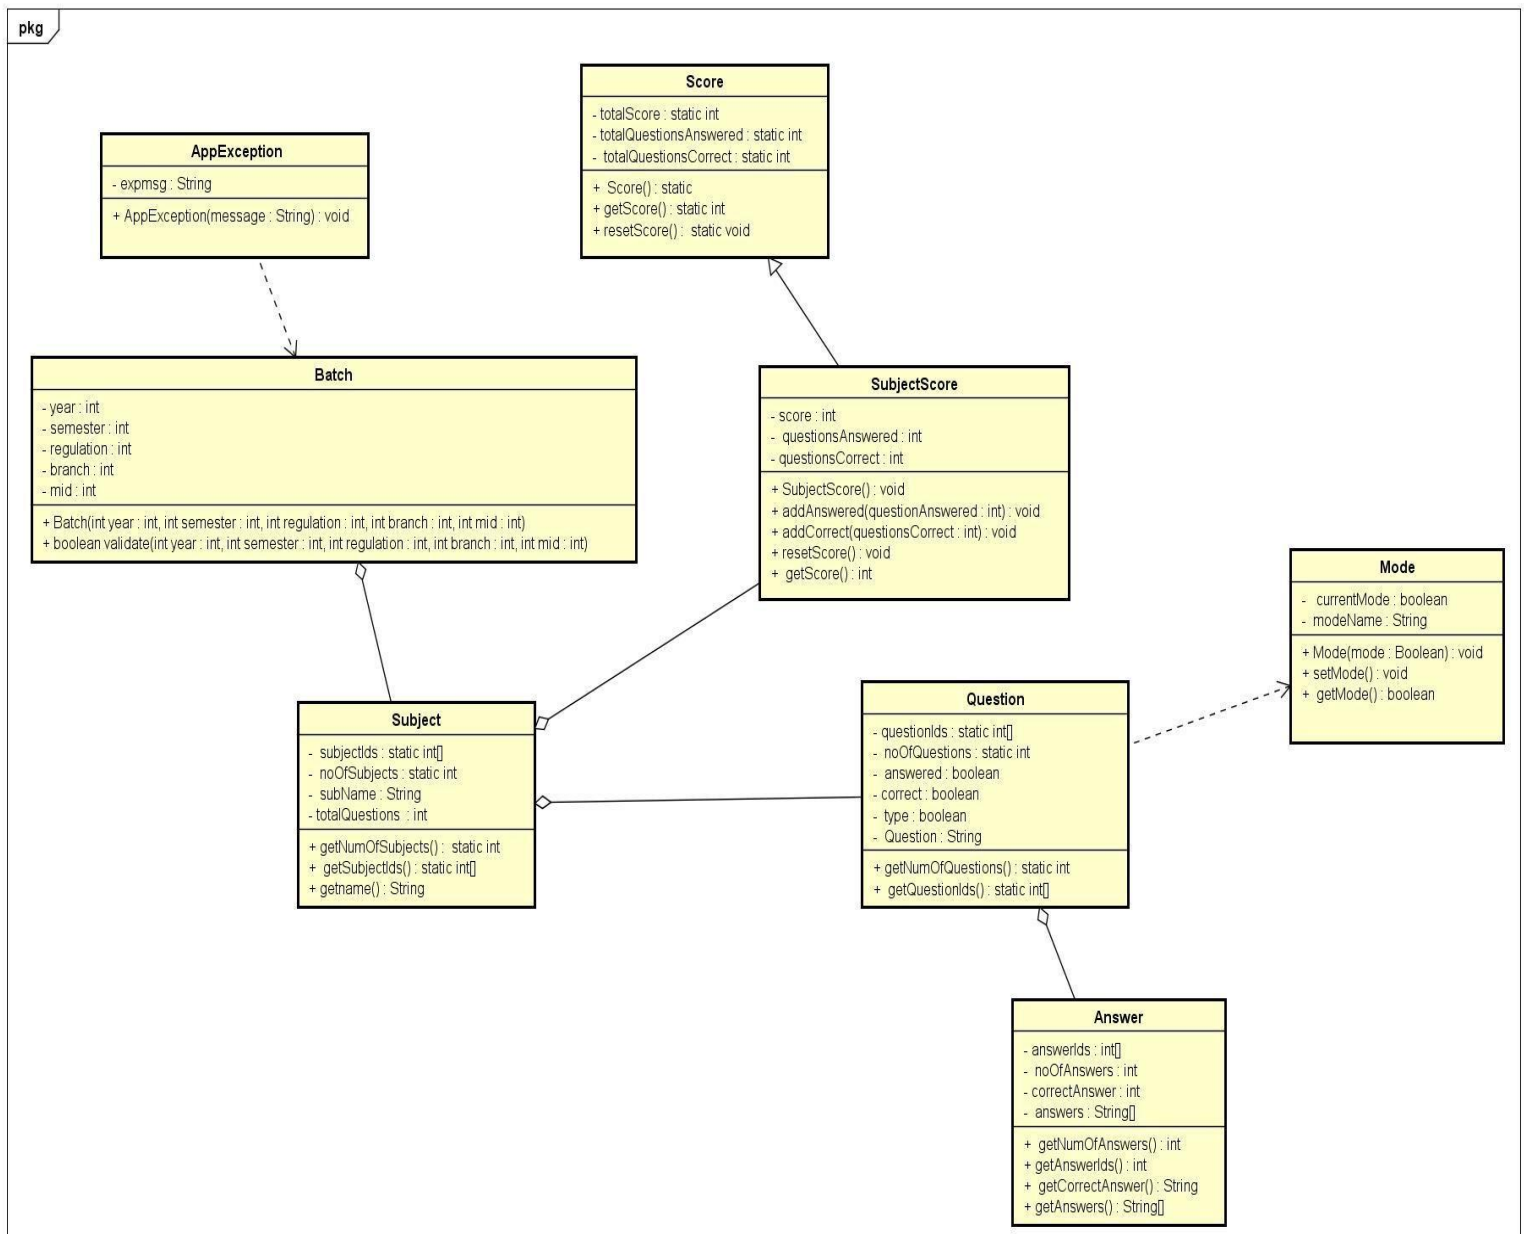 pkg
Score
- totalScore : static int
- totalQuestionsAnswered : static int
- totalQuestionsCorrect : static int
+ Score() : static
+ getScore() : static int
+ resetScore() : static void
AppException
- expmsg : String
+ AppException(message : String) : void
Batch
- year : int
- semester : int
- regulation : int
- branch : int
- mid : int
+ Batch(int year : int, int semester : int, int regulation : int, int branch : int, int mid : int)
+ boolean validate(int year : int, int semester : int, int regulation : int, int branch : int, int mid : int)
SubjectScore
- score : int
- questionsAnswered : int
- questionsCorrect : int
+ SubjectScore() : void
+ addAnswered(questionAnswered : int) : void
+ addCorrect(questionsCorrect : int) : void
+ resetScore() : void
+ getScore() : int
Mode
- currentMode : boolean
- modeName : String
+ Mode(mode : Boolean) : void
+ setMode() : void
+ getMode() : boolean
Subject
- subjectIds : static int[]
- noOfSubjects : static int
- subName : String
- totalQuestions : int
+ getNumOfSubjects() : static int
+ getSubjectIds() : static int[]
+ getname() : String
Question
- questionIds : static int[]
- noOfQuestions : static int
- answered : boolean
- correct : boolean
- type : boolean
- Question : String
+ getNumOfQuestions() : static int
+ getQuestionIds() : static int[]
Answer
- answerIds : int[]
- noOfAnswers : int
- correctAnswer : int
- answers : String[]
+ getNumOfAnswers() : int
+ getAnswerIds() : int
+ getCorrectAnswer() : String
+ getAnswers() : String[]